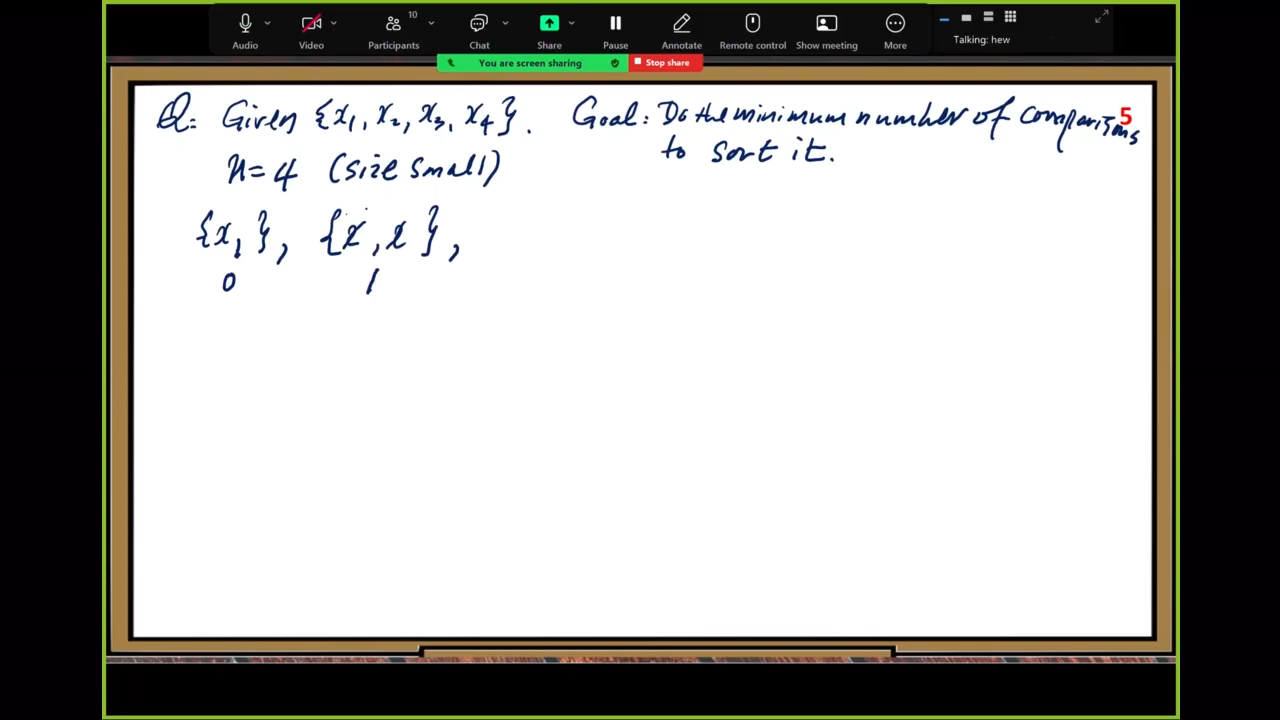 10
Audio Video Participants Chat Share Pause Annotate Remote control Show meeting More
Talking: hew
You are screen sharing Stop share
Q: Given {x1, x2, x3, x4}. Goal: Do the minimum number of comparisons
5
to sort it.
n=4 (size small)
{x1}, {x, x},
0 1